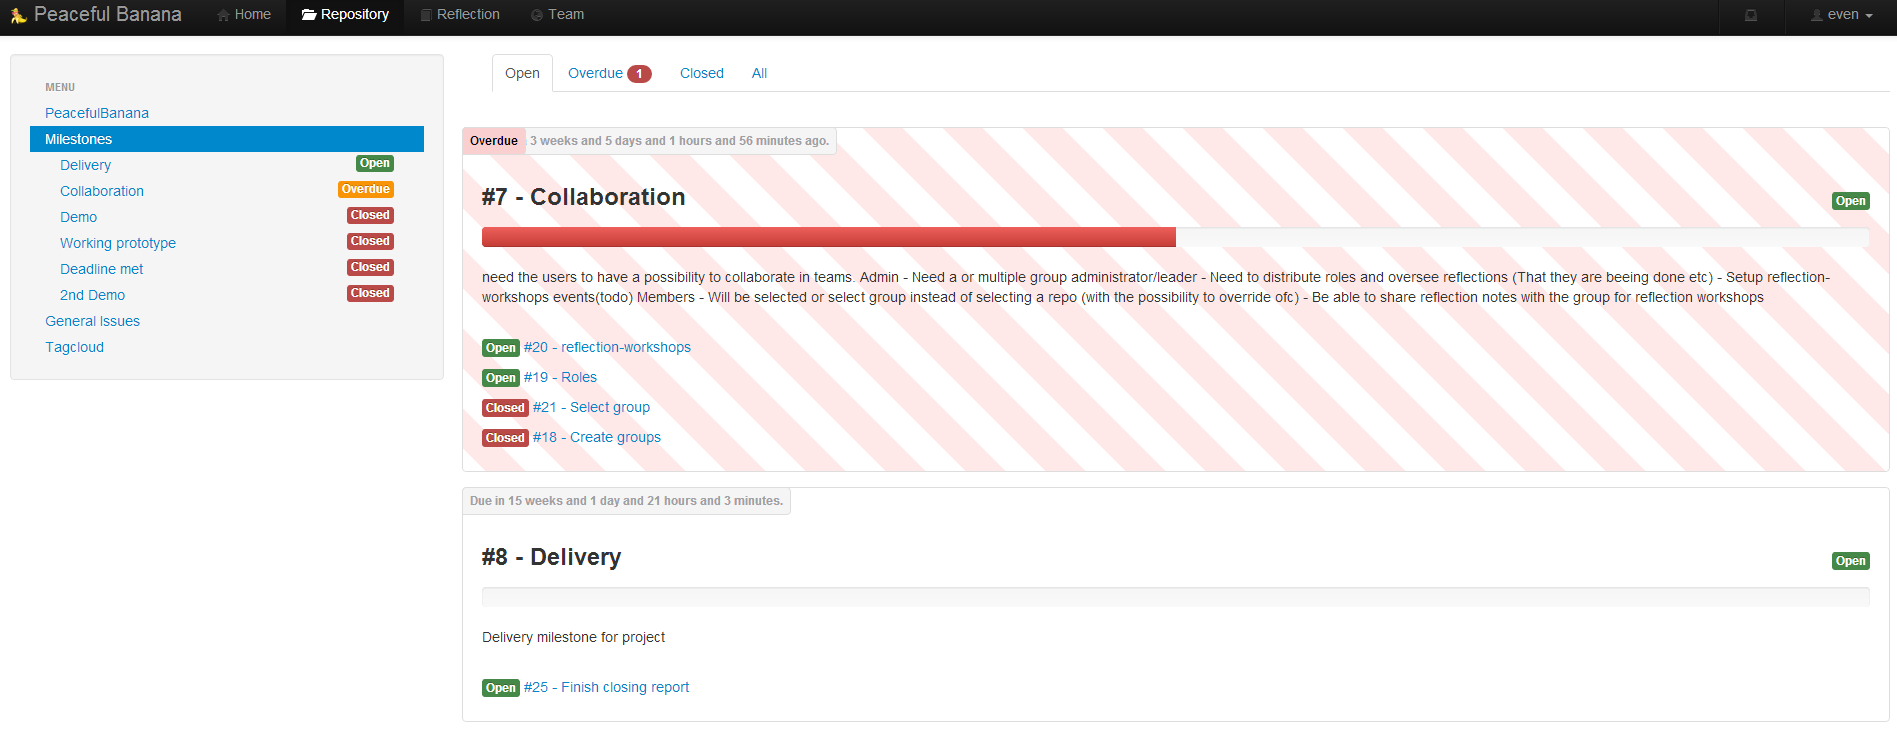 Peaceful Banana Home Repository Reflection Team even
MENU
PeacefulBanana
Milestones
Delivery Open
Collaboration Overdue
Demo Closed
Working prototype Closed
Deadline met Closed
2nd Demo Closed
General Issues
Tagcloud
Open Overdue 1 Closed All
Overdue 3 weeks and 5 days and 1 hours and 56 minutes ago.
#7 - Collaboration Open
need the users to have a possibility to collaborate in teams. Admin - Need a or multiple group administrator/leader - Need to distribute roles and oversee reflections (That they are beeing done etc) - Setup reflection-
workshops events(todo) Members - Will be selected or select group instead of selecting a repo (with the possibility to override ofc) - Be able to share reflection notes with the group for reflection workshops
Open #20 - reflection-workshops
Open #19 - Roles
Closed #21 - Select group
Closed #18 - Create groups
Due in 15 weeks and 1 day and 21 hours and 3 minutes.
#8 - Delivery Open
Delivery milestone for project
Open #25 - Finish closing report